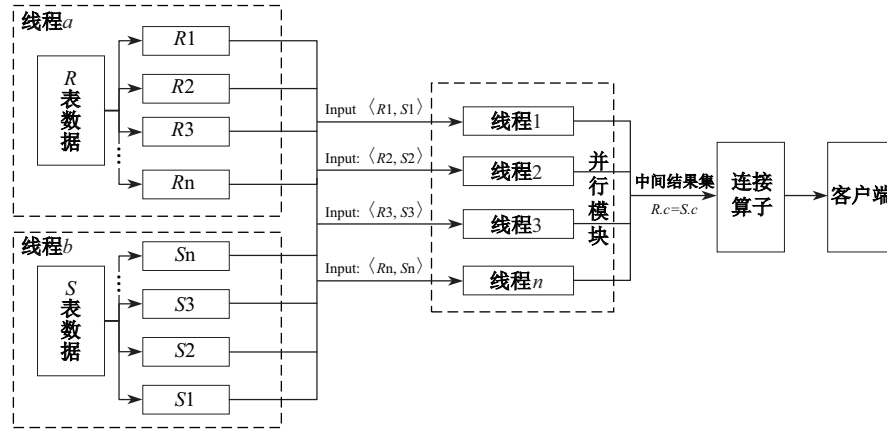 线程a
R
表数据
R1
R2
R3
Rn
线程b
S
表数据
Sn
S3
S2
S1
Input 〈R1, S1〉
Input: 〈R2, S2〉
Input: 〈R3, S3〉
Input: 〈Rn, Sn〉
线程1
线程2
线程3
线程n
并行模块
中间结果集
R.c=S.c
连接
算子
客户端